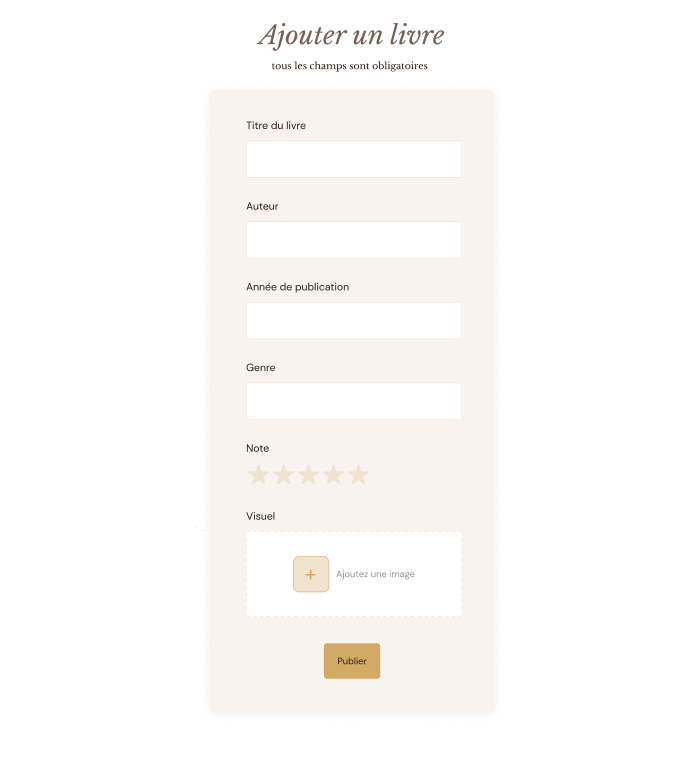 Ajouter un livre
tous les champs sont obligatoires
Titre du livre
Auteur
Année de publication
Genre
Note
Visuel
+ Ajoutez une image
Publier